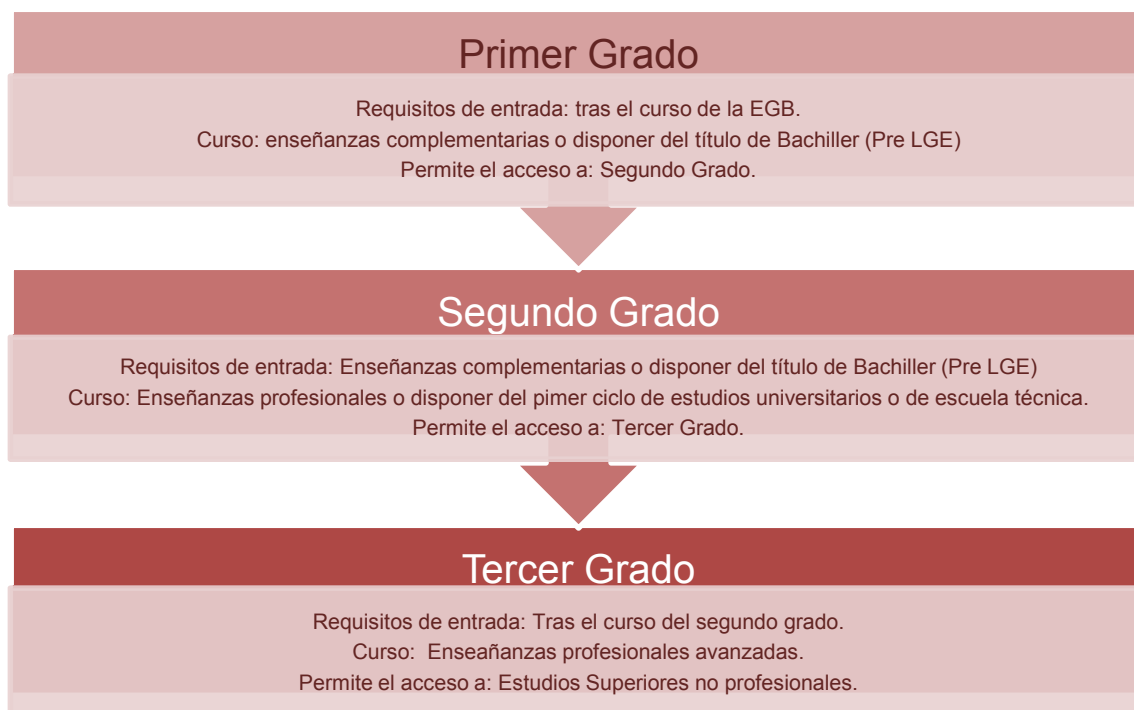 Primer Grado
Requisitos de entrada: tras el curso de la EGB.
Curso: enseñanzas complementarias o disponer del título de Bachiller (Pre LGE)
Permite el acceso a: Segundo Grado.
Segundo Grado
Requisitos de entrada: Enseñanzas complementarias o disponer del título de Bachiller (Pre LGE)
Curso: Enseñanzas profesionales o disponer del pimer ciclo de estudios universitarios o de escuela técnica.
Permite el acceso a: Tercer Grado.
Tercer Grado
Requisitos de entrada: Tras el curso del segundo grado.
Curso: Enseañanzas profesionales avanzadas.
Permite el acceso a: Estudios Superiores no profesionales.